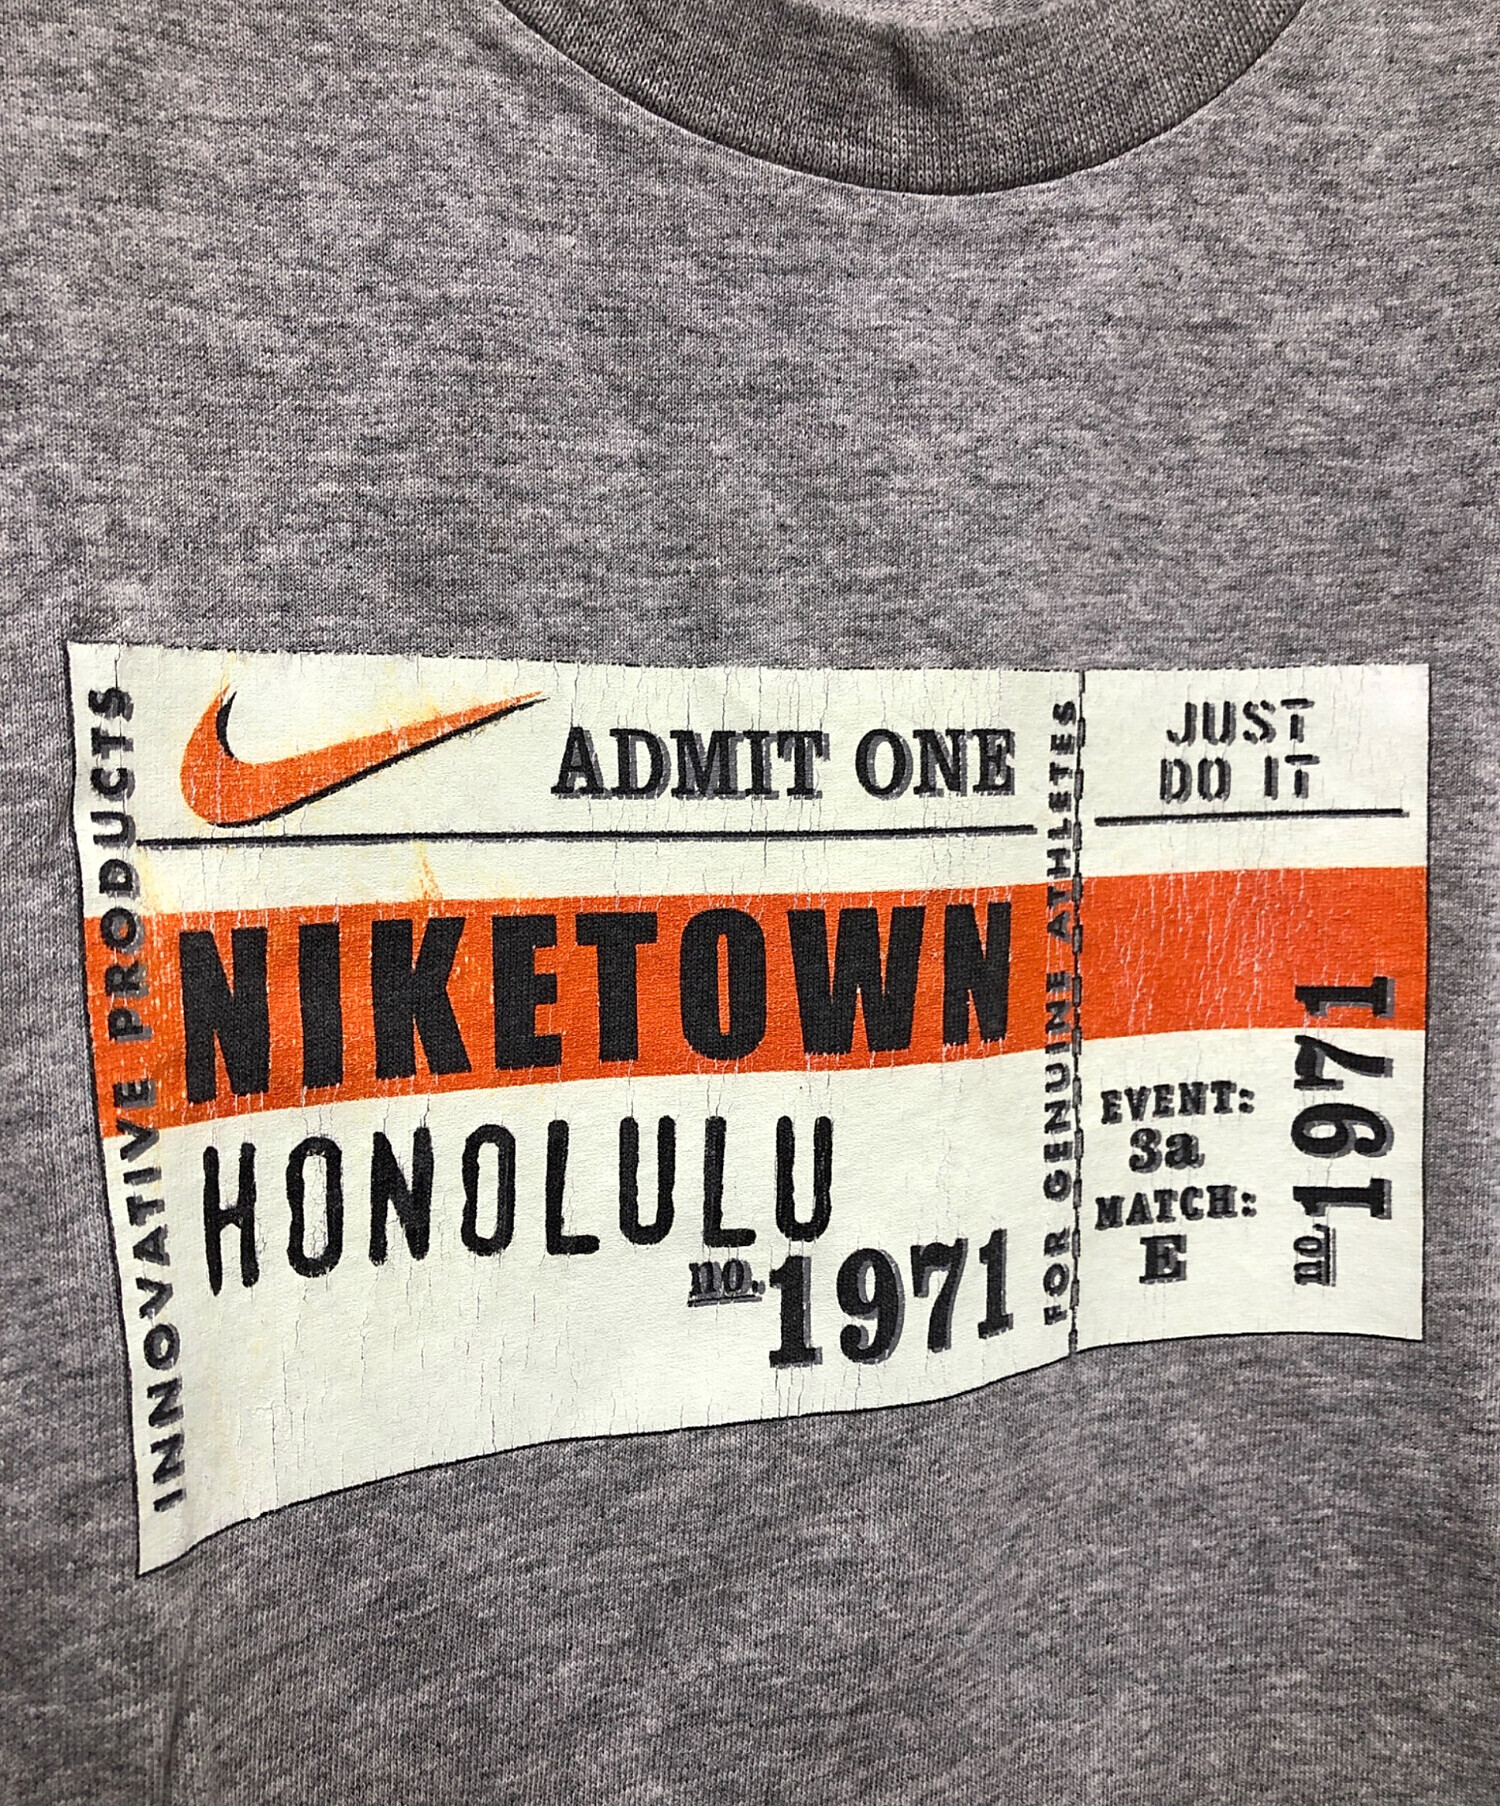 INNOVATIVE PRODUCTS
ADMIT ONE
NIKETOWN
HONOLULU
no. 1971
FOR GENUINE ATHLETES
JUST
DO IT
EVENT:
3a
MATCH:
E
no. 1971